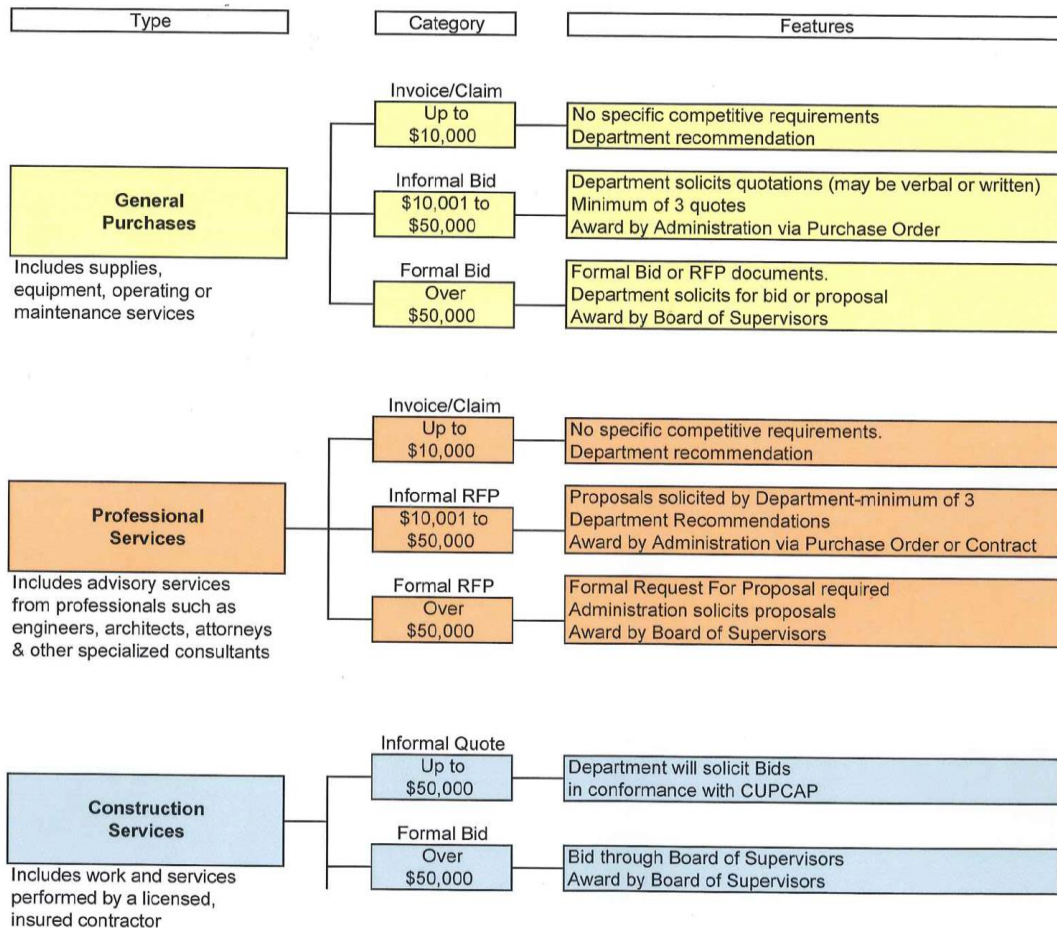 Type
Category
Features
Invoice/Claim
Up to
$10,000
No specific competitive requirements
Department recommendation
General
Purchases
Includes supplies,
equipment, operating or
maintenance services
Informal Bid
$10,001 to
$50,000
Department solicits quotations (may be verbal or written)
Minimum of 3 quotes
Award by Administration via Purchase Order
Formal Bid
Over
$50,000
Formal Bid or RFP documents.
Department solicits for bid or proposal
Award by Board of Supervisors
Invoice/Claim
Up to
$10,000
No specific competitive requirements.
Department recommendation
Professional
Services
Includes advisory services
from professionals such as
engineers, architects, attorneys
& other specialized consultants
Informal RFP
$10,001 to
$50,000
Proposals solicited by Department-minimum of 3
Department Recommendations
Award by Administration via Purchase Order or Contract
Formal RFP
Over
$50,000
Formal Request For Proposal required
Administration solicits proposals
Award by Board of Supervisors
Informal Quote
Up to
$50,000
Department will solicit Bids
in conformance with CUPCAP
Construction
Services
Includes work and services
performed by a licensed,
insured contractor
Formal Bid
Over
$50,000
Bid through Board of Supervisors
Award by Board of Supervisors